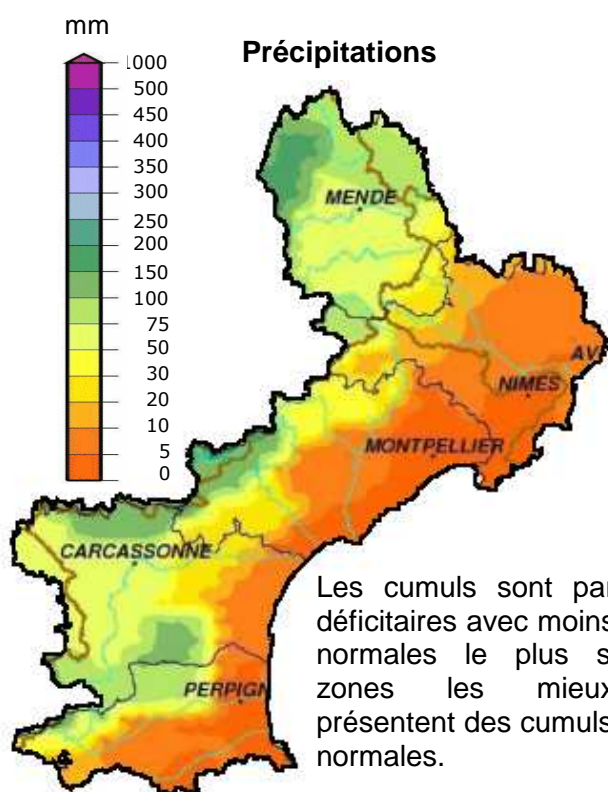 mm
Précipitations
1000
500
450
400
350
300
250
200
150
100
75
50
30
20
10
5
0
MENDE
AV
NIMES
MONTPELLIER
CARCASSONNE
PERPIGN
Les cumuls sont par
déficitaires avec moins
normales le plus s
zones les mieux
présentent des cumuls
normales.